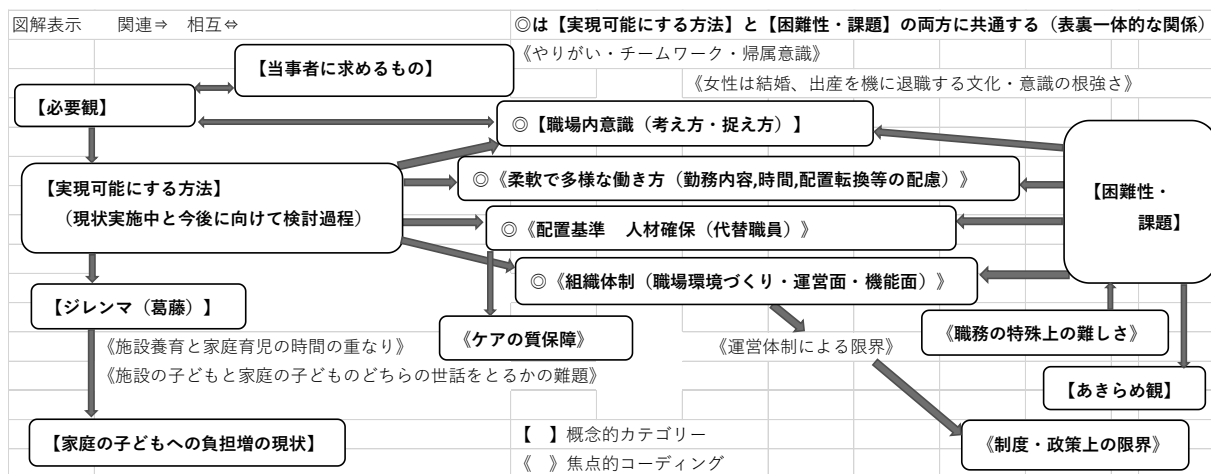 図解表示　関連⇒　相互⇔
◎は【実現可能にする方法】と【困難性・課題】の両方に共通する（表裏一体的な関係）
《やりがい・チームワーク・帰属意識》
【当事者に求めるもの】
《女性は結婚、出産を機に退職する文化・意識の根強さ》
【必要観】
◎【職場内意識（考え方・捉え方）】
【実現可能にする方法】
（現状実施中と今後に向けて検討過程）
◎《柔軟で多様な働き方（勤務内容,時間,配置転換等の配慮）》
【困難性・
課題】
◎《配置基準　人材確保（代替職員）》
◎《組織体制（職場環境づくり・運営面・機能面）》
【ジレンマ（葛藤）】
《ケアの質保障》
《職務の特殊上の難しさ》
《施設養育と家庭育児の時間の重なり》
《運営体制による限界》
《施設の子どもと家庭の子どものどちらの世話をとるかの難題》
【あきらめ観】
【家庭の子どもへの負担増の現状】
【　】概念的カテゴリー
《制度・政策上の限界》
《　》焦点的コーディング